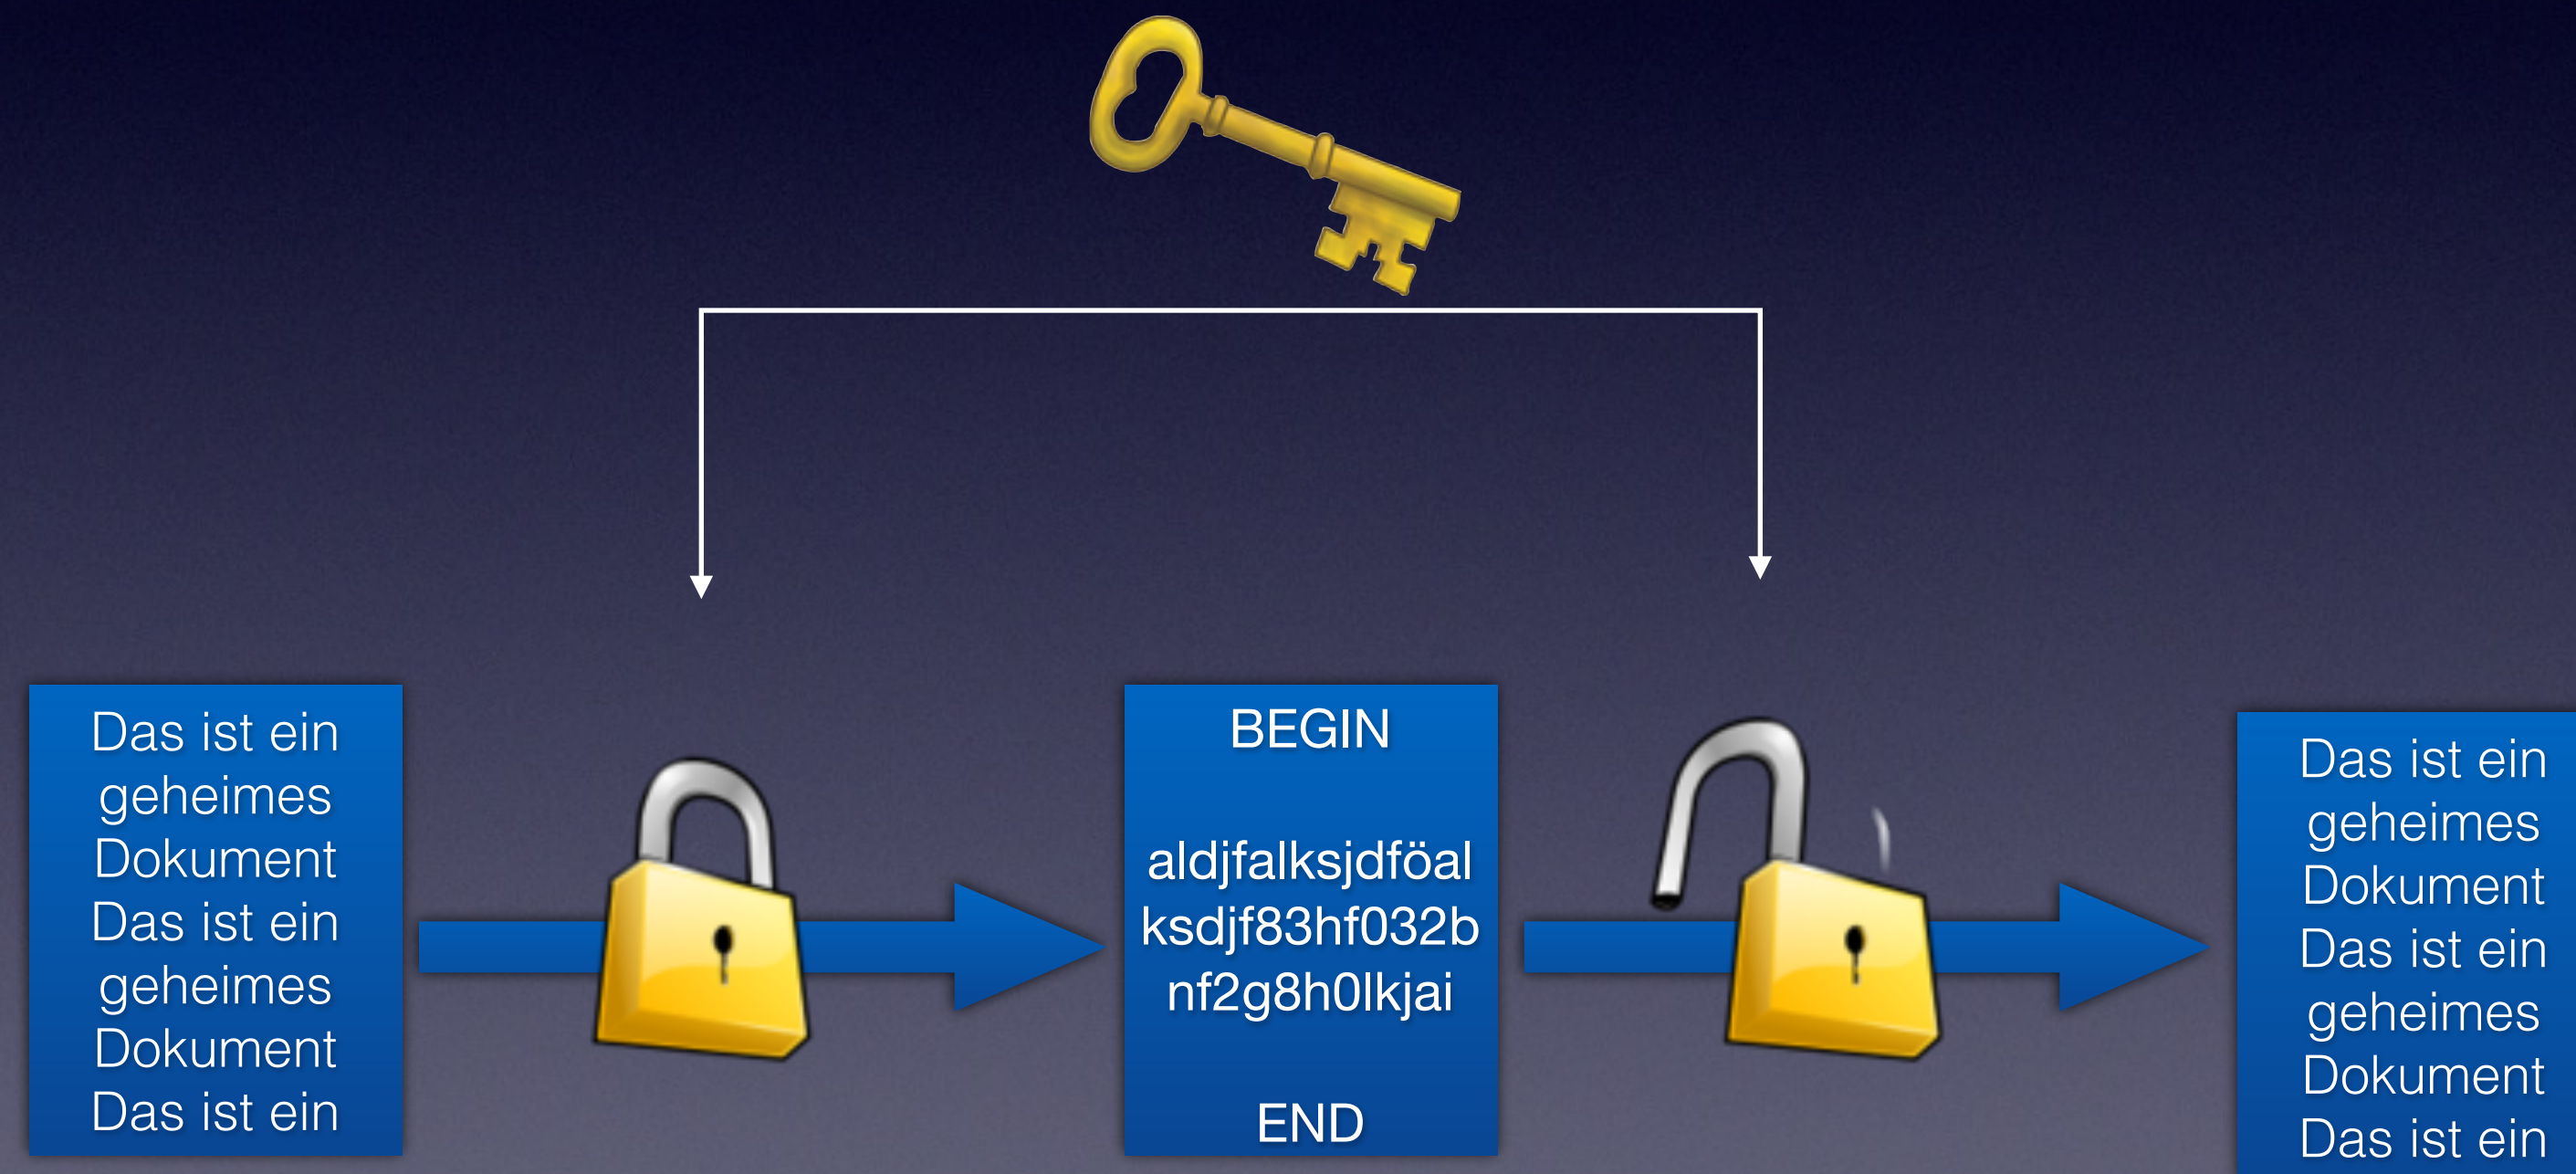 Das ist ein
geheimes
Dokument
Das ist ein
geheimes
Dokument
Das ist ein
BEGIN
aldjfalksjdföal
ksdjf83hf032b
nf2g8h0lkjai
END
Das ist ein
geheimes
Dokument
Das ist ein
geheimes
Dokument
Das ist ein